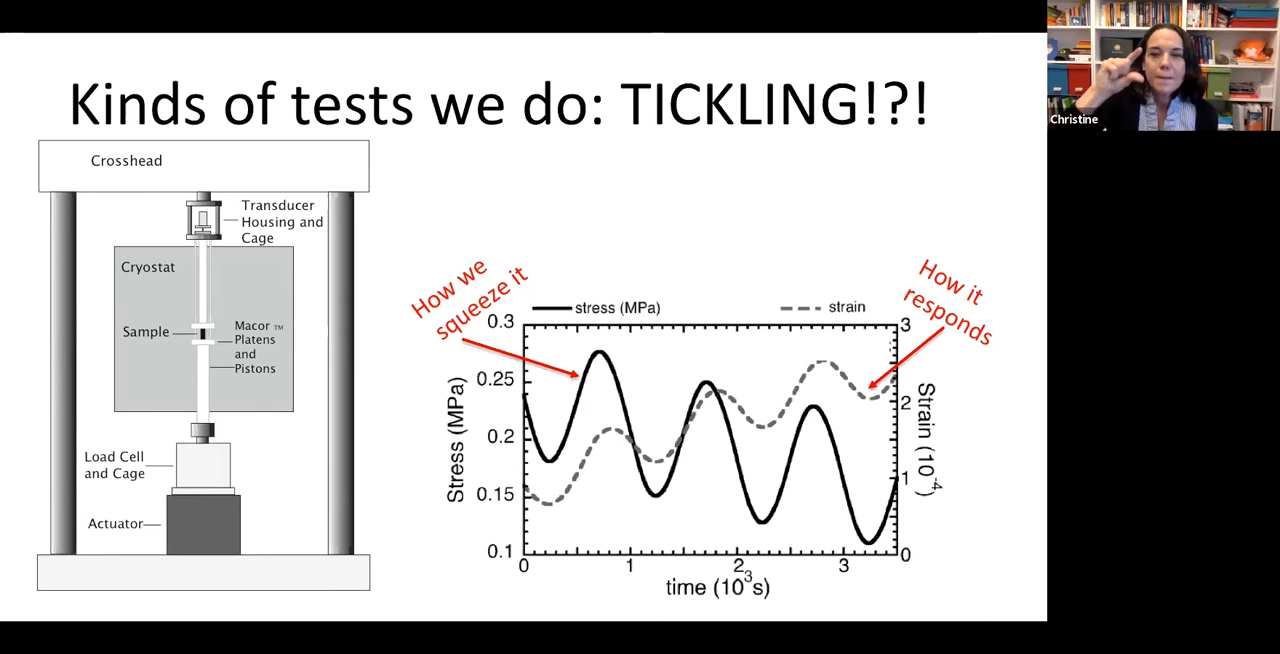 Kinds of tests we do: TICKLING!?!
Christine
Crosshead
Transducer
Housing and
Cage
Cryostat
Sample
Macor ™
Platens
and
Pistons
Load Cell
and Cage
Actuator
How we
squeeze it
How it
responds
stress (MPa)
strain
0.3
0.25
0.2
0.15
0.1
Stress (MPa)
3
2
1
0
Strain (10⁻⁴)
0
1
2
3
time (10³s)